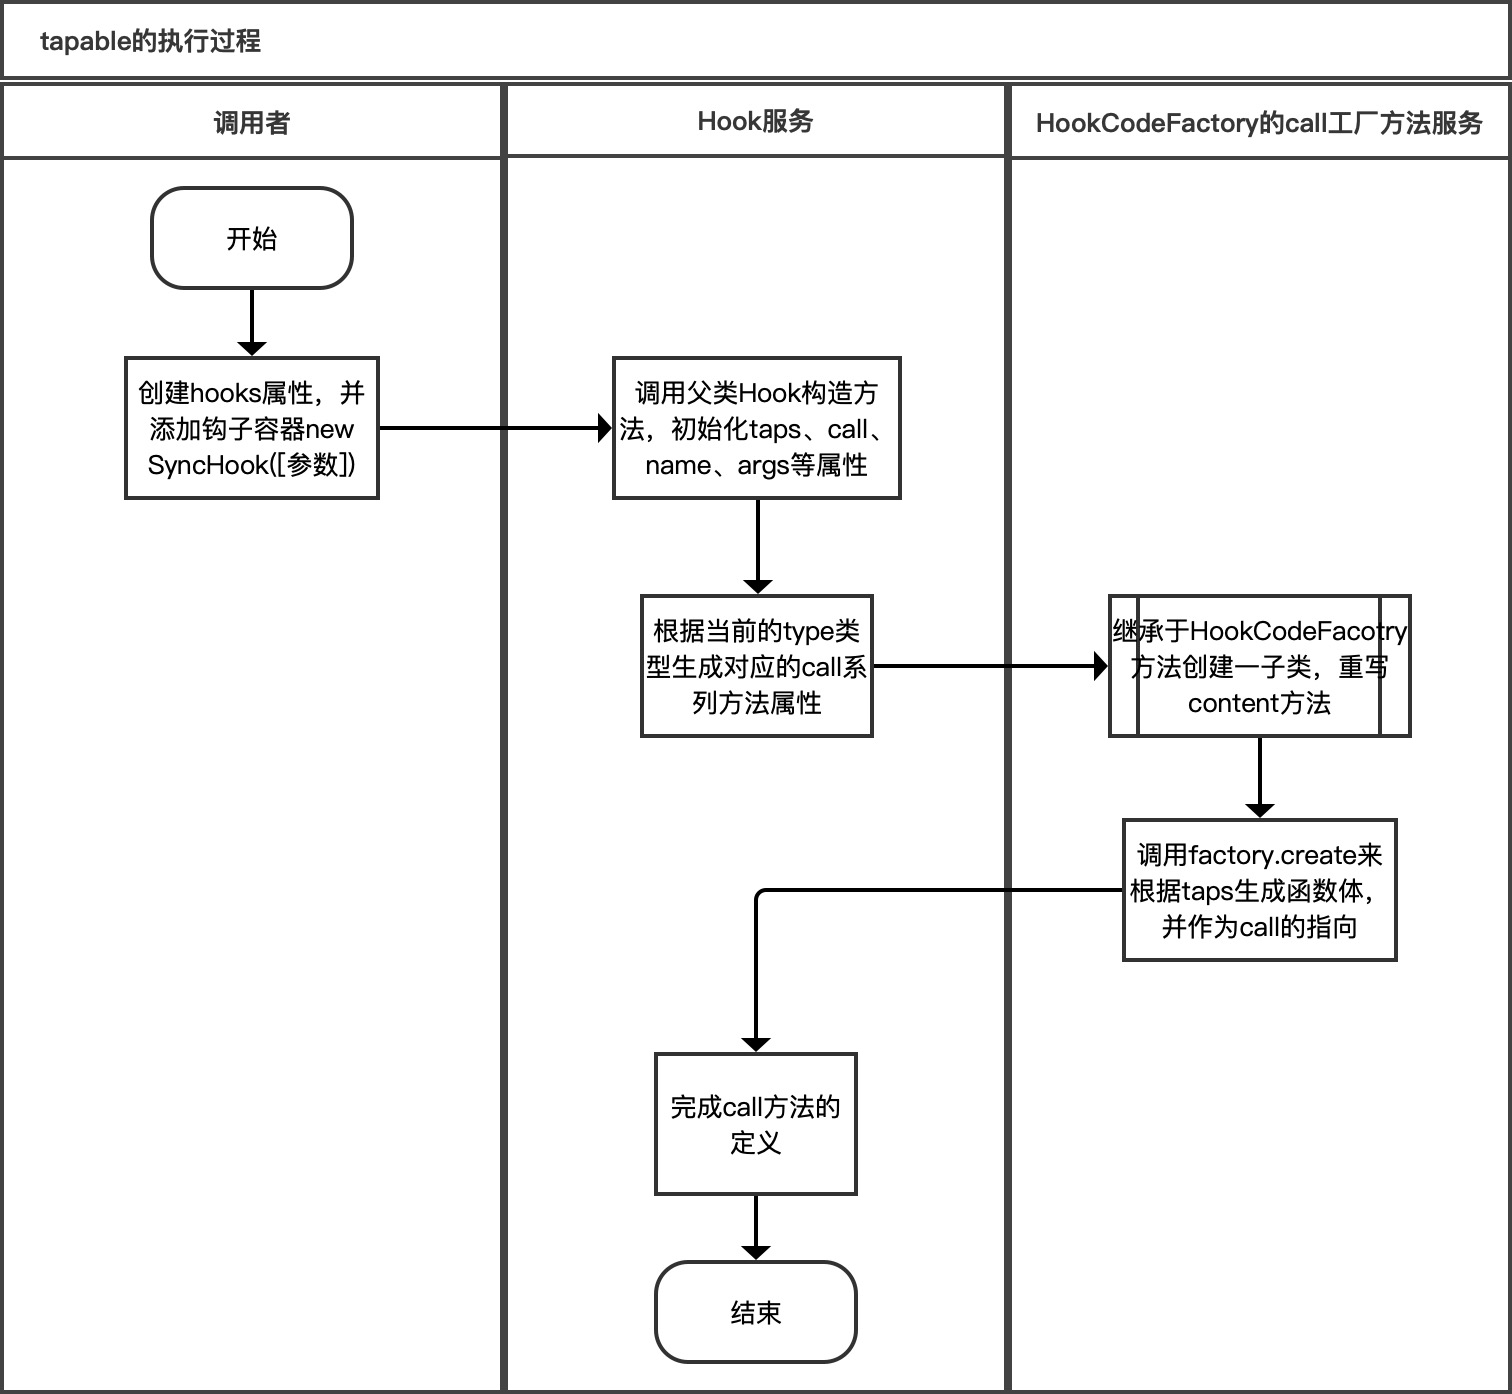 tapable的执行过程
调用者
Hook服务
HookCodeFactory的call工厂方法服务
开始
创建hooks属性，并
添加钩子容器new
SyncHook([参数])
调用父类Hook构造方
法，初始化taps、call、
name、args等属性
根据当前的type类
型生成对应的call系
列方法属性
继承于HookCodeFacotry
方法创建一子类，重写
content方法
调用factory.create来
根据taps生成函数体，
并作为call的指向
完成call方法的
定义
结束